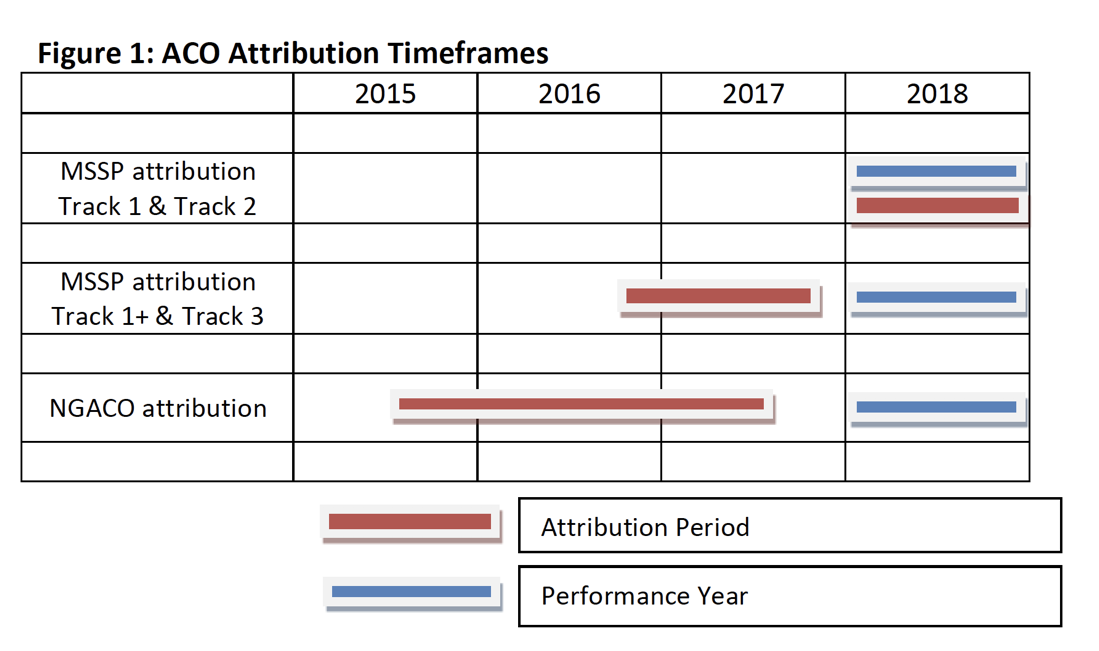 Figure 1: ACO Attribution Timeframes
2015 2016 2017 2018
MSSP attribution
Track 1 & Track 2
MSSP attribution
Track 1+ & Track 3
NGACO attribution
Attribution Period
Performance Year